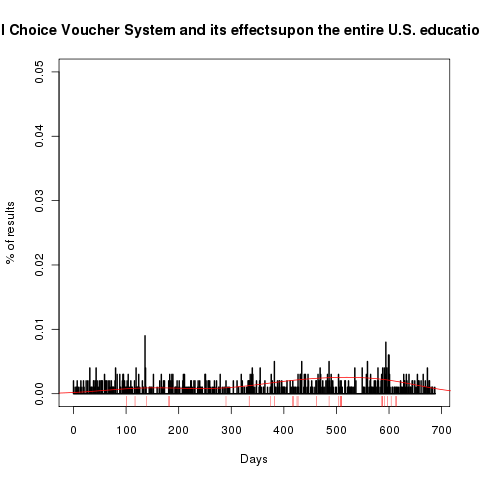 l Choice Voucher System and its effectsupon the entire U.S. educatio
0.05
0.04
0.03
0.02
0.01
0.00
% of results
0 100 200 300 400 500 600 700
Days